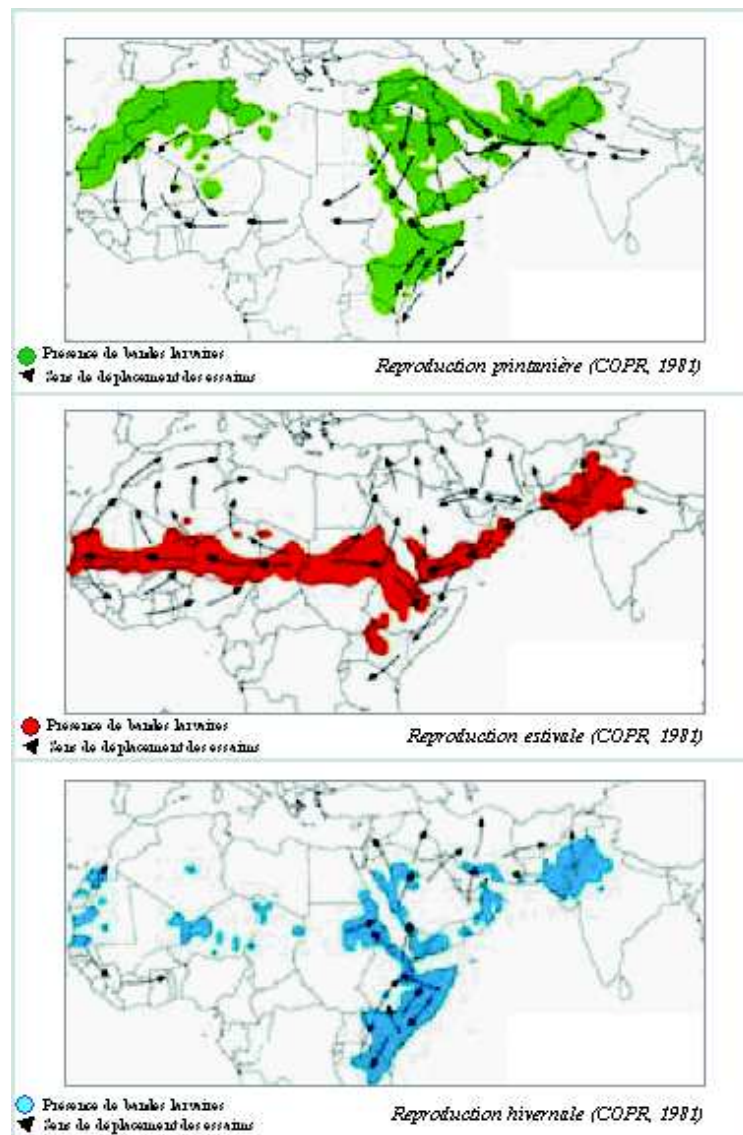 Présence de bandes larvaires
Sens de déplacement des essaims
Reproduction printanière (COPR, 1981)
Présence de bandes larvaires
Sens de déplacement des essaims
Reproduction estivale (COPR, 1981)
Présence de bandes larvaires
Sens de déplacement des essaims
Reproduction hivernale (COPR, 1981)